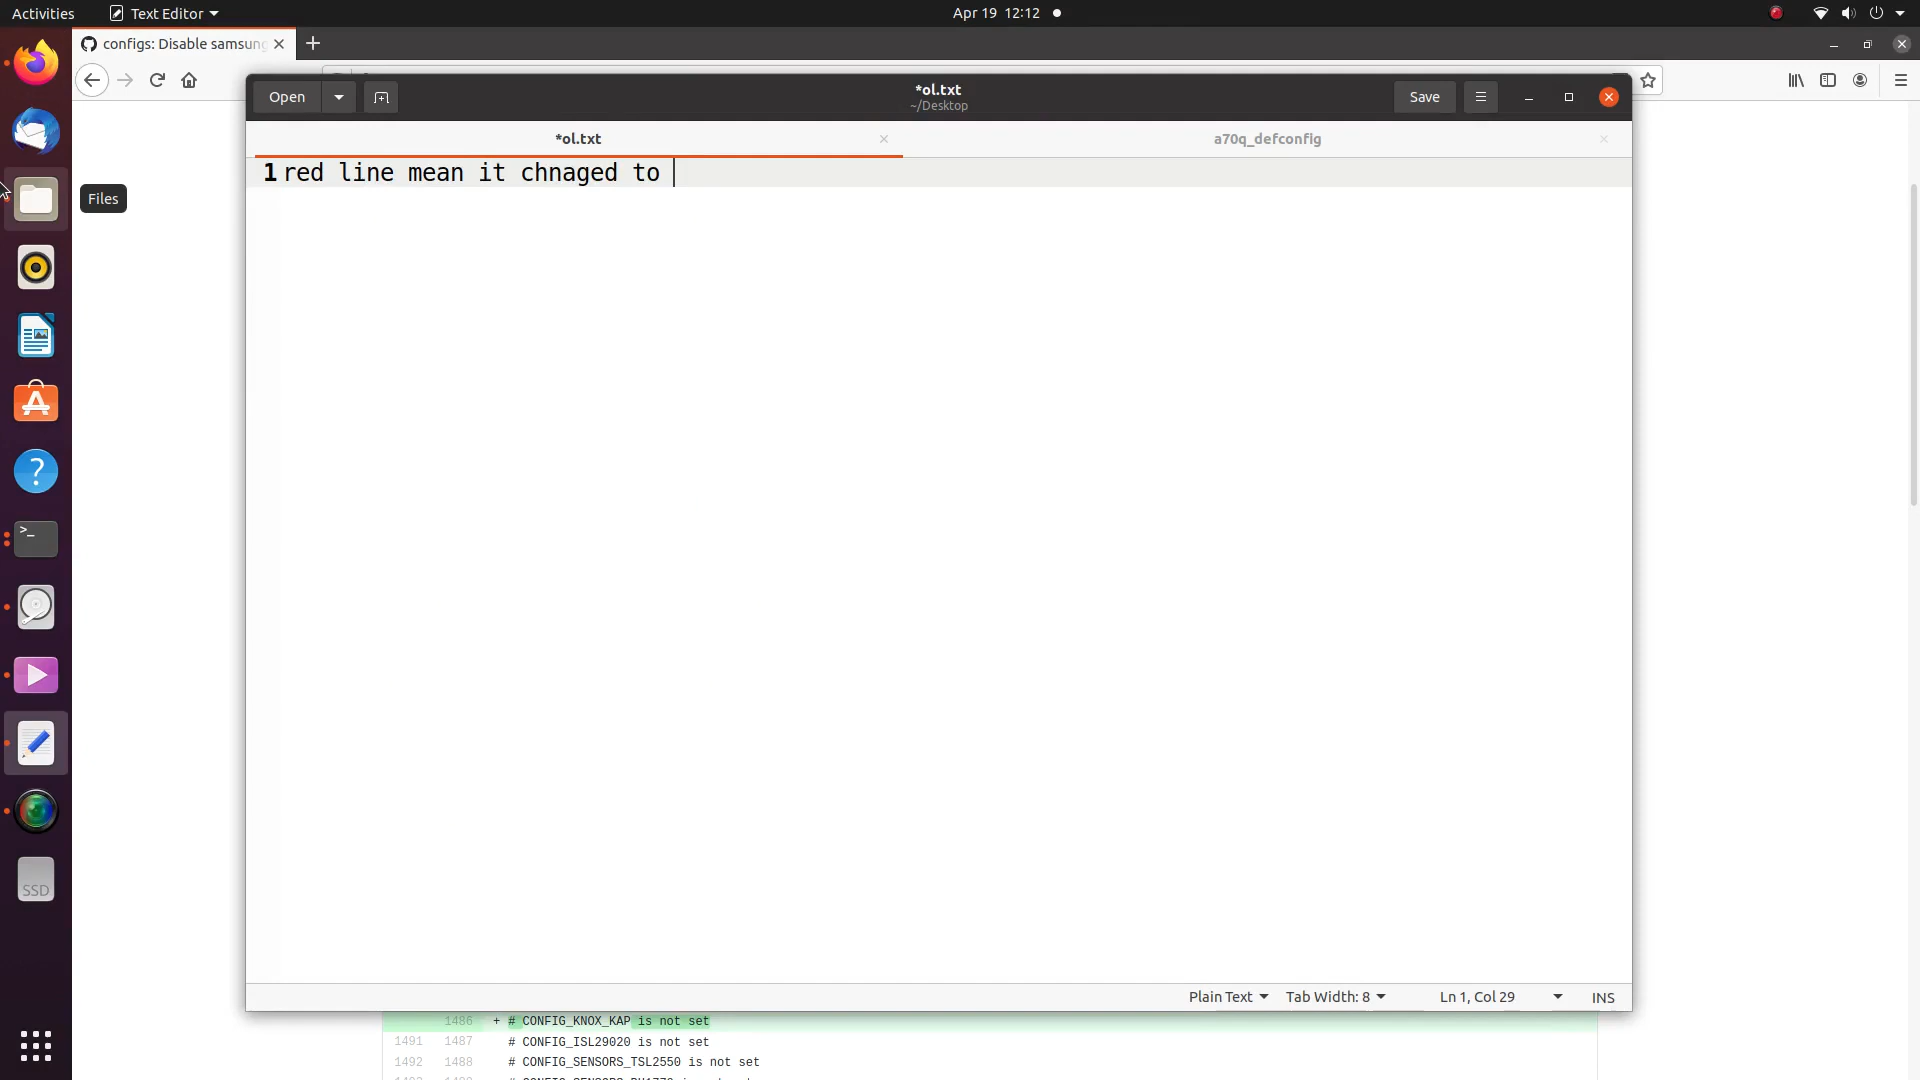 Activities
Text Editor
Apr 19 12:12
configs: Disable samsung
Open
*ol.txt
~/Desktop
Save
*ol.txt
a70q_defconfig
1 red line mean it chnaged to
Files
>_
?
SSD
Plain Text
Tab Width: 8
Ln 1, Col 29
INS
1486 + # CONFIG_KNOX_KAP is not set
1491 1487 # CONFIG_ISL29020 is not set
1492 1488 # CONFIG_SENSORS_TSL2550 is not set